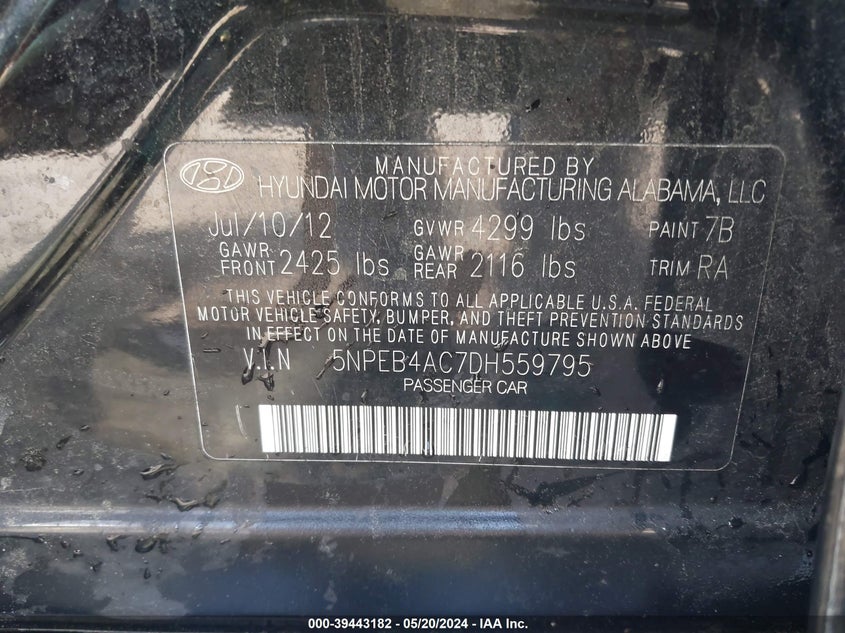 MANUFACTURED BY
HYUNDAI MOTOR MANUFACTURING ALABAMA, LLC
Jul/10/12 GVWR 4299 lbs PAINT 7B
GAWR FRONT 2425 lbs GAWR REAR 2116 lbs TRIM RA
THIS VEHICLE CONFORMS TO ALL APPLICABLE U.S.A. FEDERAL
MOTOR VEHICLE SAFETY, BUMPER, AND THEFT PREVENTION STANDARDS
IN EFFECT ON THE DATE OF MANUFACTURE SHOWN ABOVE
V.I.N 5NPEB4AC7DH559795
PASSENGER CAR
000-39443182 - 05/20/2024 - IAA Inc.